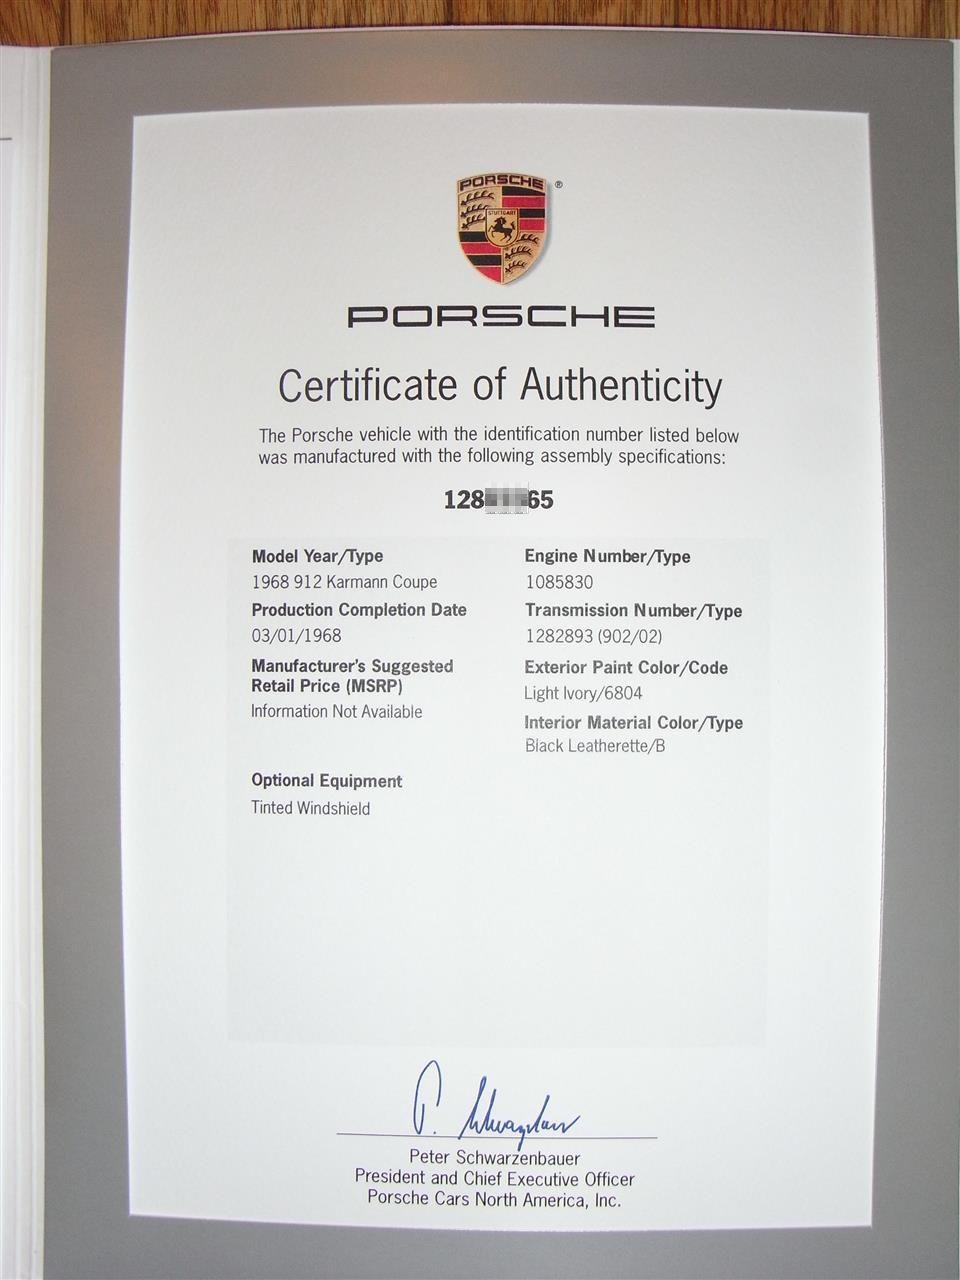 PORSCHE
®
STUTTGART
PORSCHE
Certificate of Authenticity
The Porsche vehicle with the identification number listed below
was manufactured with the following assembly specifications:
128 65
Model Year/Type
1968 912 Karmann Coupe
Production Completion Date
03/01/1968
Manufacturer's Suggested
Retail Price (MSRP)
Information Not Available
Engine Number/Type
1085830
Transmission Number/Type
1282893 (902/02)
Exterior Paint Color/Code
Light Ivory/6804
Interior Material Color/Type
Black Leatherette/B
Optional Equipment
Tinted Windshield
Peter Schwarzenbauer
President and Chief Executive Officer
Porsche Cars North America, Inc.